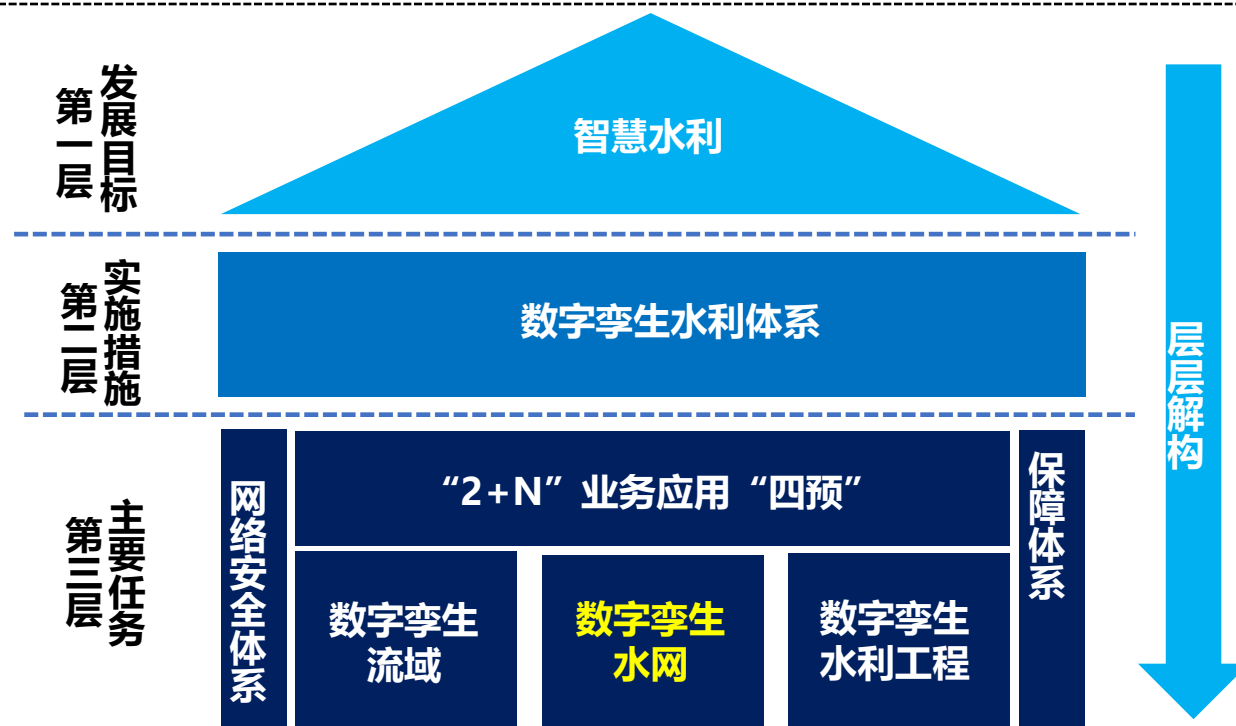 第一层
发展目标
智慧水利
第二层
实施措施
数字孪生水利体系
第三层
主要任务
网络安全体系
“2+N”业务应用“四预”
数字孪生
流域
数字孪生
水网
数字孪生
水利工程
保障体系
层层解构